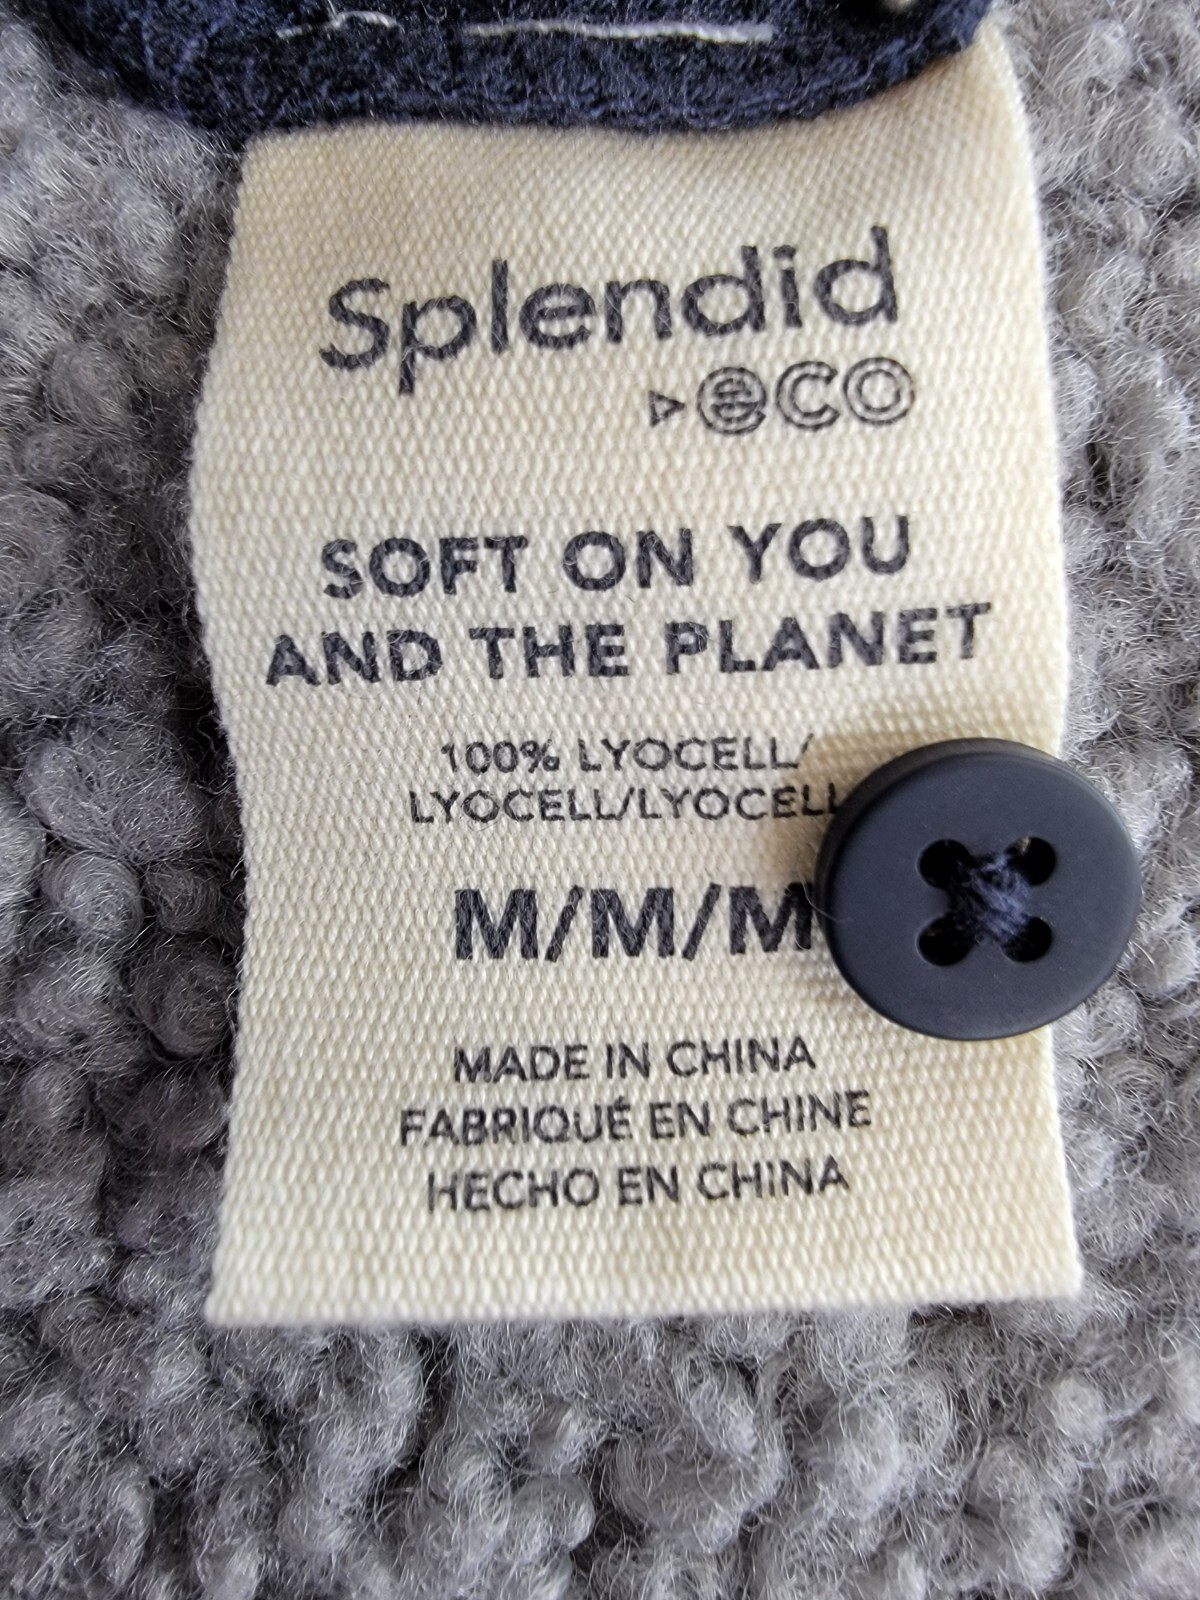 Splendid
eco
SOFT ON YOU
AND THE PLANET
100% LYOCELL/
LYOCELL/LYOCELL
M/M/M
MADE IN CHINA
FABRIQUÉ EN CHINE
HECHO EN CHINA